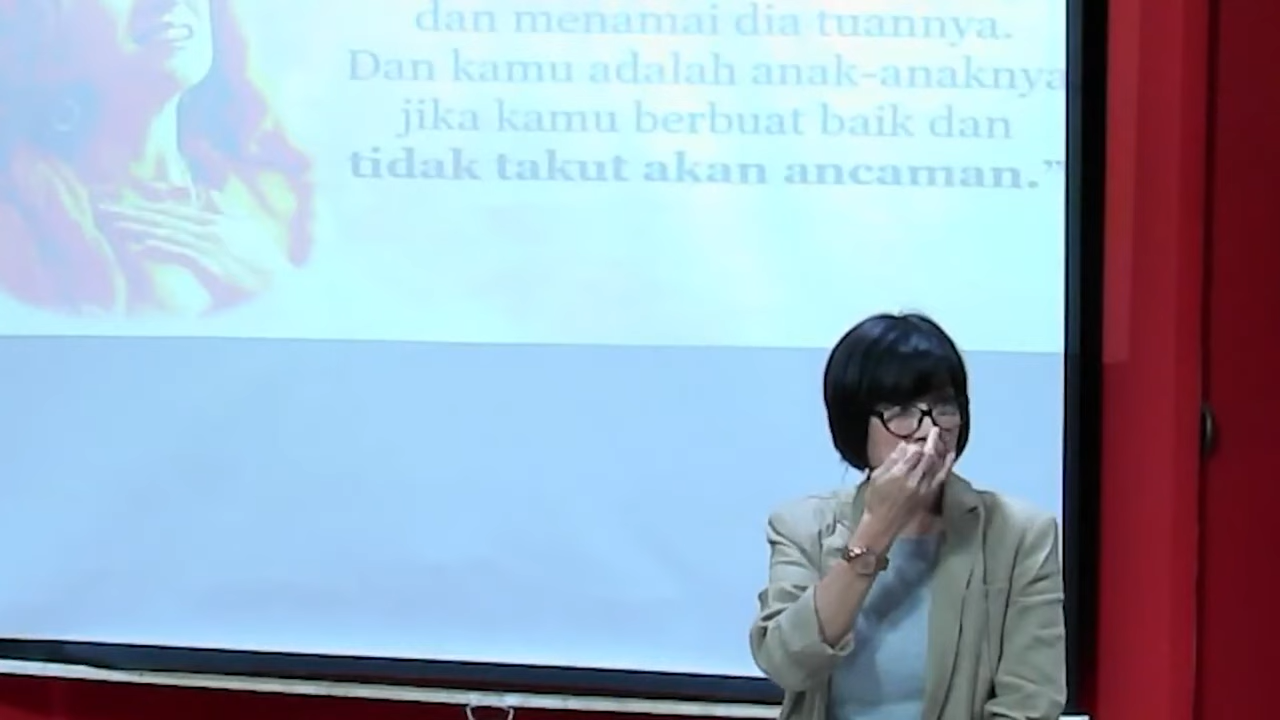 dan menamai dia tuannya.
Dan kamu adalah anak-anaknya
jika kamu berbuat baik dan
tidak takut akan ancaman.”